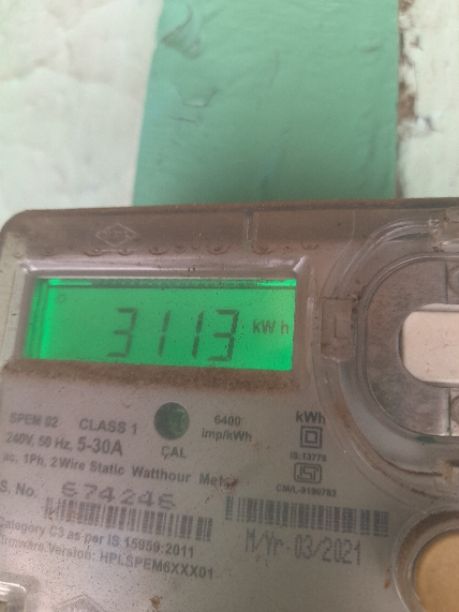 3113 kWh
SPEM 02 CLASS 1
240V, 50 Hz, 5-30A
CAL
6400
imp/kWh
kWh
IS:13779
CM/L-9190783
ac, 1Ph, 2Wire Static Watthour Meter
S. No. 674246
Category C3 as per IS 15959:2011
Firmware Version: HPLSPEM6XXX01
M/Yr-03/2021